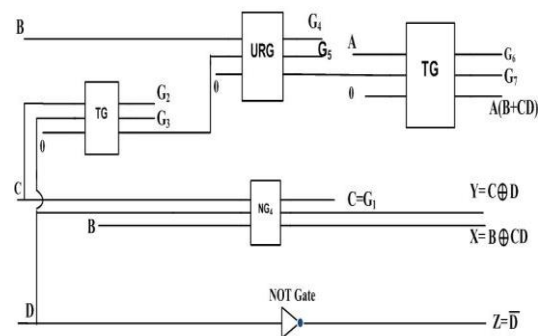 B
URG
G₄
G₅
0
A
TG
G₆
G₇
0
A(B+CD)
TG
G₂
G₃
0
C
NG₄
C=G₁
Y=C⊕D
B
X=B⊕CD
D
NOT Gate
Z=D̅